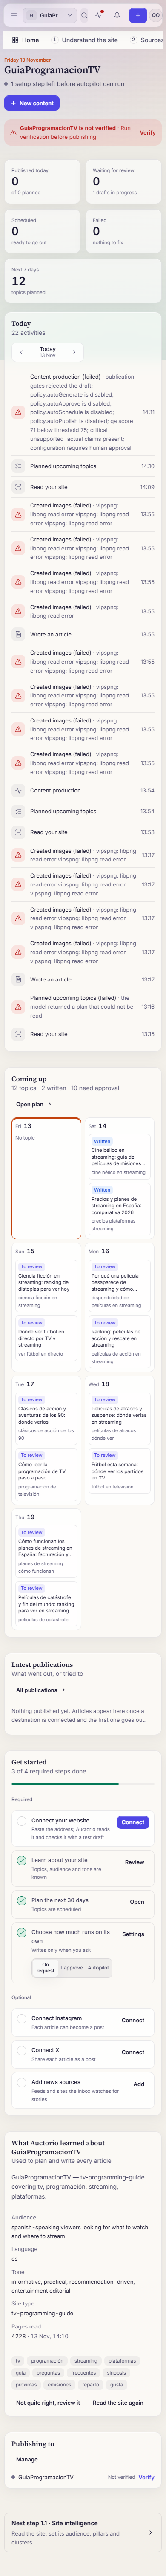 G GuiaPr... GO
Home 1 Understand the site 2 Sources
Friday 13 November
GuiaProgramacionTV
1 setup step left before autopilot can run
+ New content
GuiaProgramacionTV is not verified · Run
verification before publishing
Verify
Published today
0
of 0 planned
Waiting for review
0
1 drafts in progress
Scheduled
0
ready to go out
Failed
0
nothing to fix
Next 7 days
12
topics planned
Today
22 activities
Today
13 Nov
Content production (failed) · publication
gates rejected the draft:
policy.autoGenerate is disabled;
policy.autoApprove is disabled;
policy.autoSchedule is disabled;
policy.autoPublish is disabled; qa score
71 below threshold 75; critical
unsupported factual claims present;
configuration requires human approval
14:11
Planned upcoming topics 14:10
Read your site 14:09
Created images (failed) · vipspng:
libpng read error vipspng: libpng read
error vipspng: libpng read error
13:55
Created images (failed) · vipspng:
libpng read error vipspng: libpng read
error vipspng: libpng read error
13:55
Created images (failed) · vipspng:
libpng read error vipspng: libpng read
error vipspng: libpng read error
13:55
Created images (failed) · vipspng:
libpng read error
13:55
Wrote an article 13:55
Created images (failed) · vipspng:
libpng read error vipspng: libpng read
error vipspng: libpng read error
13:55
Created images (failed) · vipspng:
libpng read error vipspng: libpng read
error vipspng: libpng read error
13:55
Created images (failed) · vipspng:
libpng read error vipspng: libpng read
error vipspng: libpng read error
13:55
Created images (failed) · vipspng:
libpng read error vipspng: libpng read
error vipspng: libpng read error
13:55
Content production 13:54
Planned upcoming topics 13:54
Read your site 13:53
Created images (failed) · vipspng: libpng
read error vipspng: libpng read error
13:17
Created images (failed) · vipspng: libpng
read error vipspng: libpng read error
vipspng: libpng read error
13:17
Created images (failed) · vipspng: libpng
read error vipspng: libpng read error
vipspng: libpng read error
13:17
Created images (failed) · vipspng: libpng
read error vipspng: libpng read error
vipspng: libpng read error
13:17
Wrote an article 13:17
Planned upcoming topics (failed) · the
model returned a plan that could not be
read
13:16
Read your site 13:15
Coming up
12 topics · 2 written · 10 need approval
Open plan
Fri 13
No topic
Sat 14
Written
Cine bélico en
streaming: guía de
películas de misiones ...
cine bélico en streaming
Written
Precios y planes de
streaming en España:
comparativa 2026
precios plataformas
streaming
Sun 15
To review
Ciencia ficción en
streaming: ranking de
distopías para ver hoy
ciencia ficción en
streaming
To review
Dónde ver fútbol en
directo por TV y
streaming
ver fútbol en directo
Mon 16
To review
Por qué una película
desaparece de
streaming y cómo...
disponibilidad de
películas en streaming
To review
Ranking: películas de
acción y rescate en
streaming
películas de acción en
streaming
Tue 17
To review
Clásicos de acción y
aventuras de los 90:
dónde verlos
clásicos de acción de los
90
To review
Cómo leer la
programación de TV
paso a paso
programación de
televisión
Wed 18
To review
Películas de atracos y
suspense: dónde verlas
en streaming
películas de atracos
dónde ver
To review
Fútbol esta semana:
dónde ver los partidos
en TV
fútbol en televisión
Thu 19
To review
Cómo funcionan los
planes de streaming en
España: facturación y...
planes de streaming
cómo funcionan
To review
Películas de catástrofe
y fin del mundo: ranking
para ver en streaming
películas de catástrofe
Latest publications
What went out, or tried to
All publications
Nothing published yet. Articles appear here once a
destination is connected and the first one goes out.
Get started
3 of 4 required steps done
Required
Connect your website
Paste the address; Auctorio reads
it and checks it with a test draft
Connect
Learn about your site
Topics, audience and tone are
known
Review
Plan the next 30 days
Topics are scheduled
Open
Choose how much runs on its
own
Writes only when you ask
Settings
On
request
I approve
Autopilot
Optional
Connect Instagram
Each article can become a post
Connect
Connect X
Share each article as a post
Connect
Add news sources
Feeds and sites the inbox watches for
stories
Add
What Auctorio learned about
GuiaProgramacionTV
Used to plan and write every article
GuiaProgramacionTV — tv-programming-guide
covering tv, programación, streaming,
plataformas.
Audience
spanish-speaking viewers looking for what to watch
and where to stream
Language
es
Tone
informative, practical, recommendation-driven,
entertainment editorial
Site type
tv-programming-guide
Pages read
4228 · 13 Nov, 14:10
tv programación streaming plataformas
guia preguntas frecuentes sinopsis
proximas emisiones reparto gusta
Not quite right, review it Read the site again
Publishing to
Manage
GuiaProgramacionTV Not verified Verify
Next step 1.1 · Site intelligence
Read the site, set its audience, pillars and
clusters.